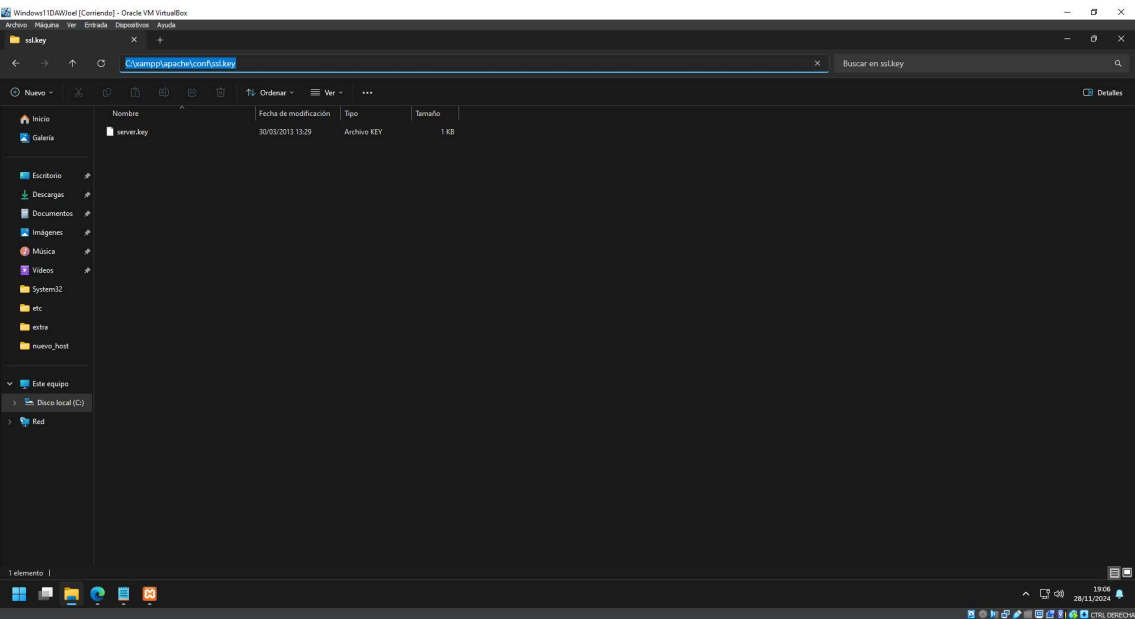 Windows11DAWJoel [Corriendo] - Oracle VM VirtualBox
Archivo Máquina Ver Entrada Dispositivos Ayuda
ssl.key
C:\xampp\apache\conf\ssl.key
Buscar en ssl.key
Nuevo
Ordenar
Ver
Detalles
Nombre Fecha de modificación Tipo Tamaño
server.key 30/03/2013 13:29 Archivo KEY 1 KB
Inicio
Galería
Escritorio
Descargas
Documentos
Imágenes
Música
Vídeos
System32
etc
extra
nuevo_host
Este equipo
Disco local (C:)
Red
1 elemento
19:06
28/11/2024
CTRL DERECHA